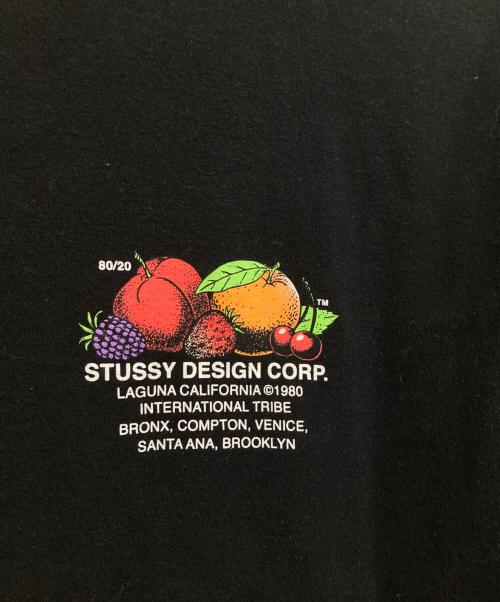 80/20
TM
STUSSY DESIGN CORP.
LAGUNA CALIFORNIA ©1980
INTERNATIONAL TRIBE
BRONX, COMPTON, VENICE,
SANTA ANA, BROOKLYN